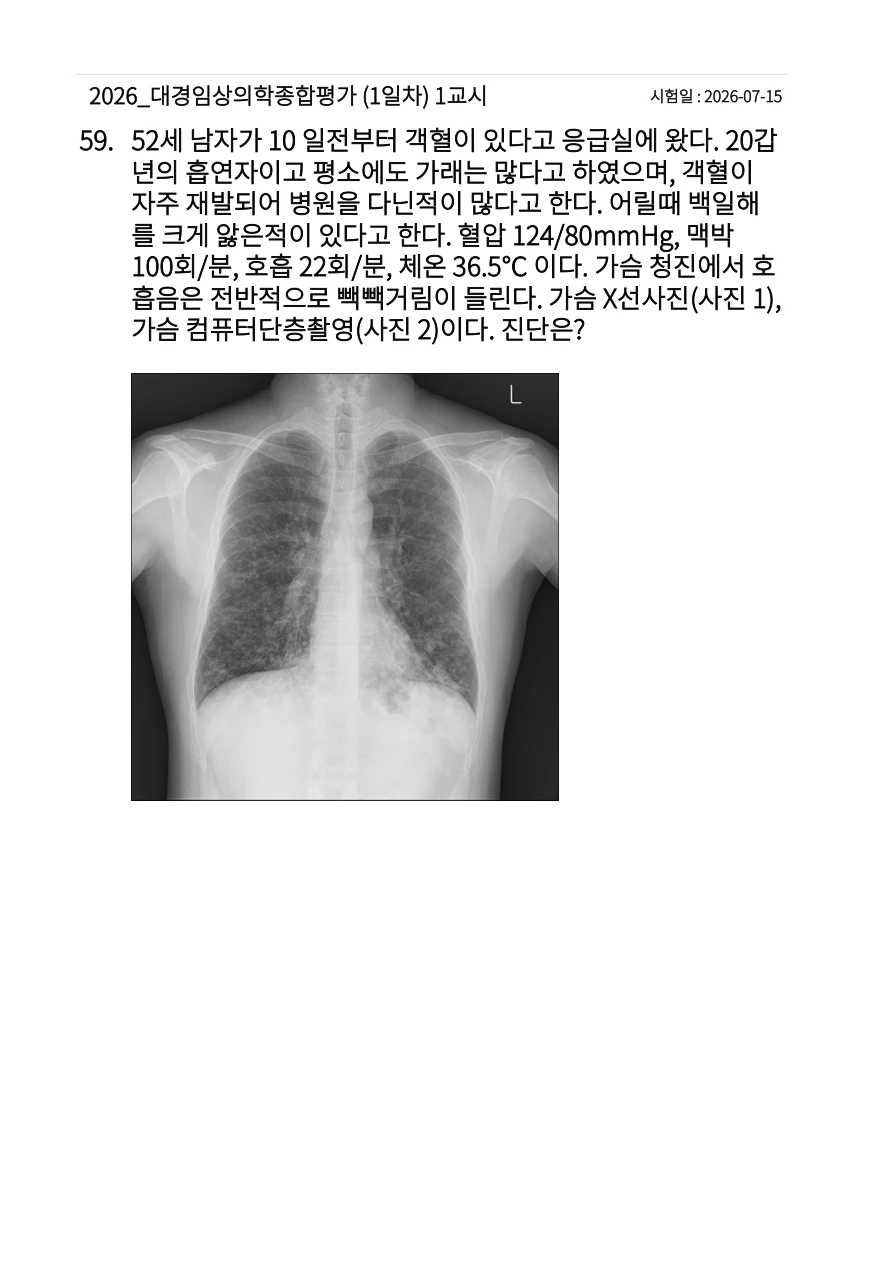 2026_대경임상의학종합평가 (1일차) 1교시
시험일 : 2026-07-15
59. 52세 남자가 10 일전부터 객혈이 있다고 응급실에 왔다. 20갑
년의 흡연자이고 평소에도 가래는 많다고 하였으며, 객혈이
자주 재발되어 병원을 다닌적이 많다고 한다. 어릴때 백일해
를 크게 앓은적이 있다고 한다. 혈압 124/80mmHg, 맥박
100회/분, 호흡 22회/분, 체온 36.5℃ 이다. 가슴 청진에서 호
흡음은 전반적으로 빽빽거림이 들린다. 가슴 X선사진(사진 1),
가슴 컴퓨터단층촬영(사진 2)이다. 진단은?
L